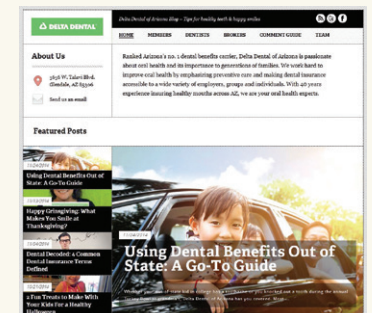 DELTA DENTAL
Delta Dental of Arizona Blog – Tips for healthy teeth & happy smiles
HOME MEMBERS DENTISTS BROKERS COMMENT GUIDE TEAM
About Us
5656 W. Talavi Blvd.
Glendale, AZ 85306
Send us an email
Ranked Arizona's no. 1 dental benefits carrier, Delta Dental of Arizona is passionate
about oral health and its importance to generations of families. We work hard to
improve oral health by emphasizing preventive care and making dental insurance
accessible to a wide variety of employers, groups and individuals. With 40 years
experience insuring healthy mouths across AZ, we are your oral health experts.
Featured Posts
Using Dental Benefits Out of
State: A Go-To Guide
Happy Gringiving: What
Makes You Smile at
Thanksgiving?
Dental Decoded: 4 Common
Dental Insurance Terms
Defined
2 Fun Treats to Make With
Your Kids For a Healthy
Halloween
Using Dental Benefits Out of
State: A Go-To Guide